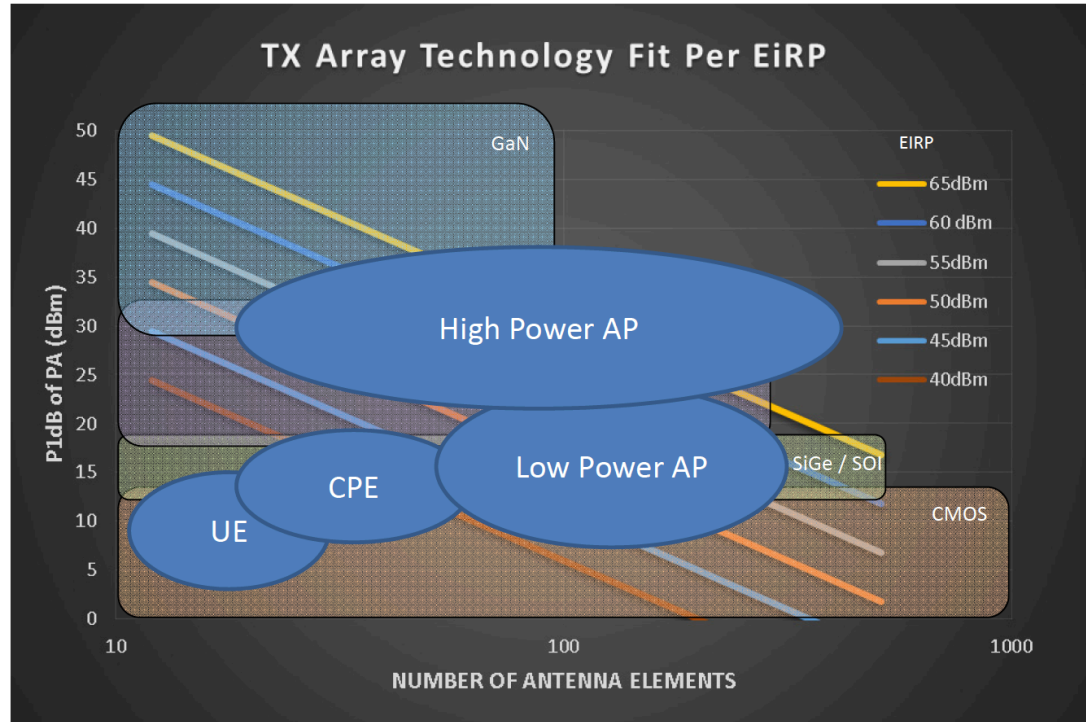 TX Array Technology Fit Per EiRP
50
45
40
35
30
25
20
15
10
5
0
P1dB of PA (dBm)
GaN
EIRP
65dBm
60 dBm
55dBm
50dBm
45dBm
40dBm
High Power AP
Low Power AP
SiGe / SOI
CPE
UE
CMOS
10
100
1000
NUMBER OF ANTENNA ELEMENTS